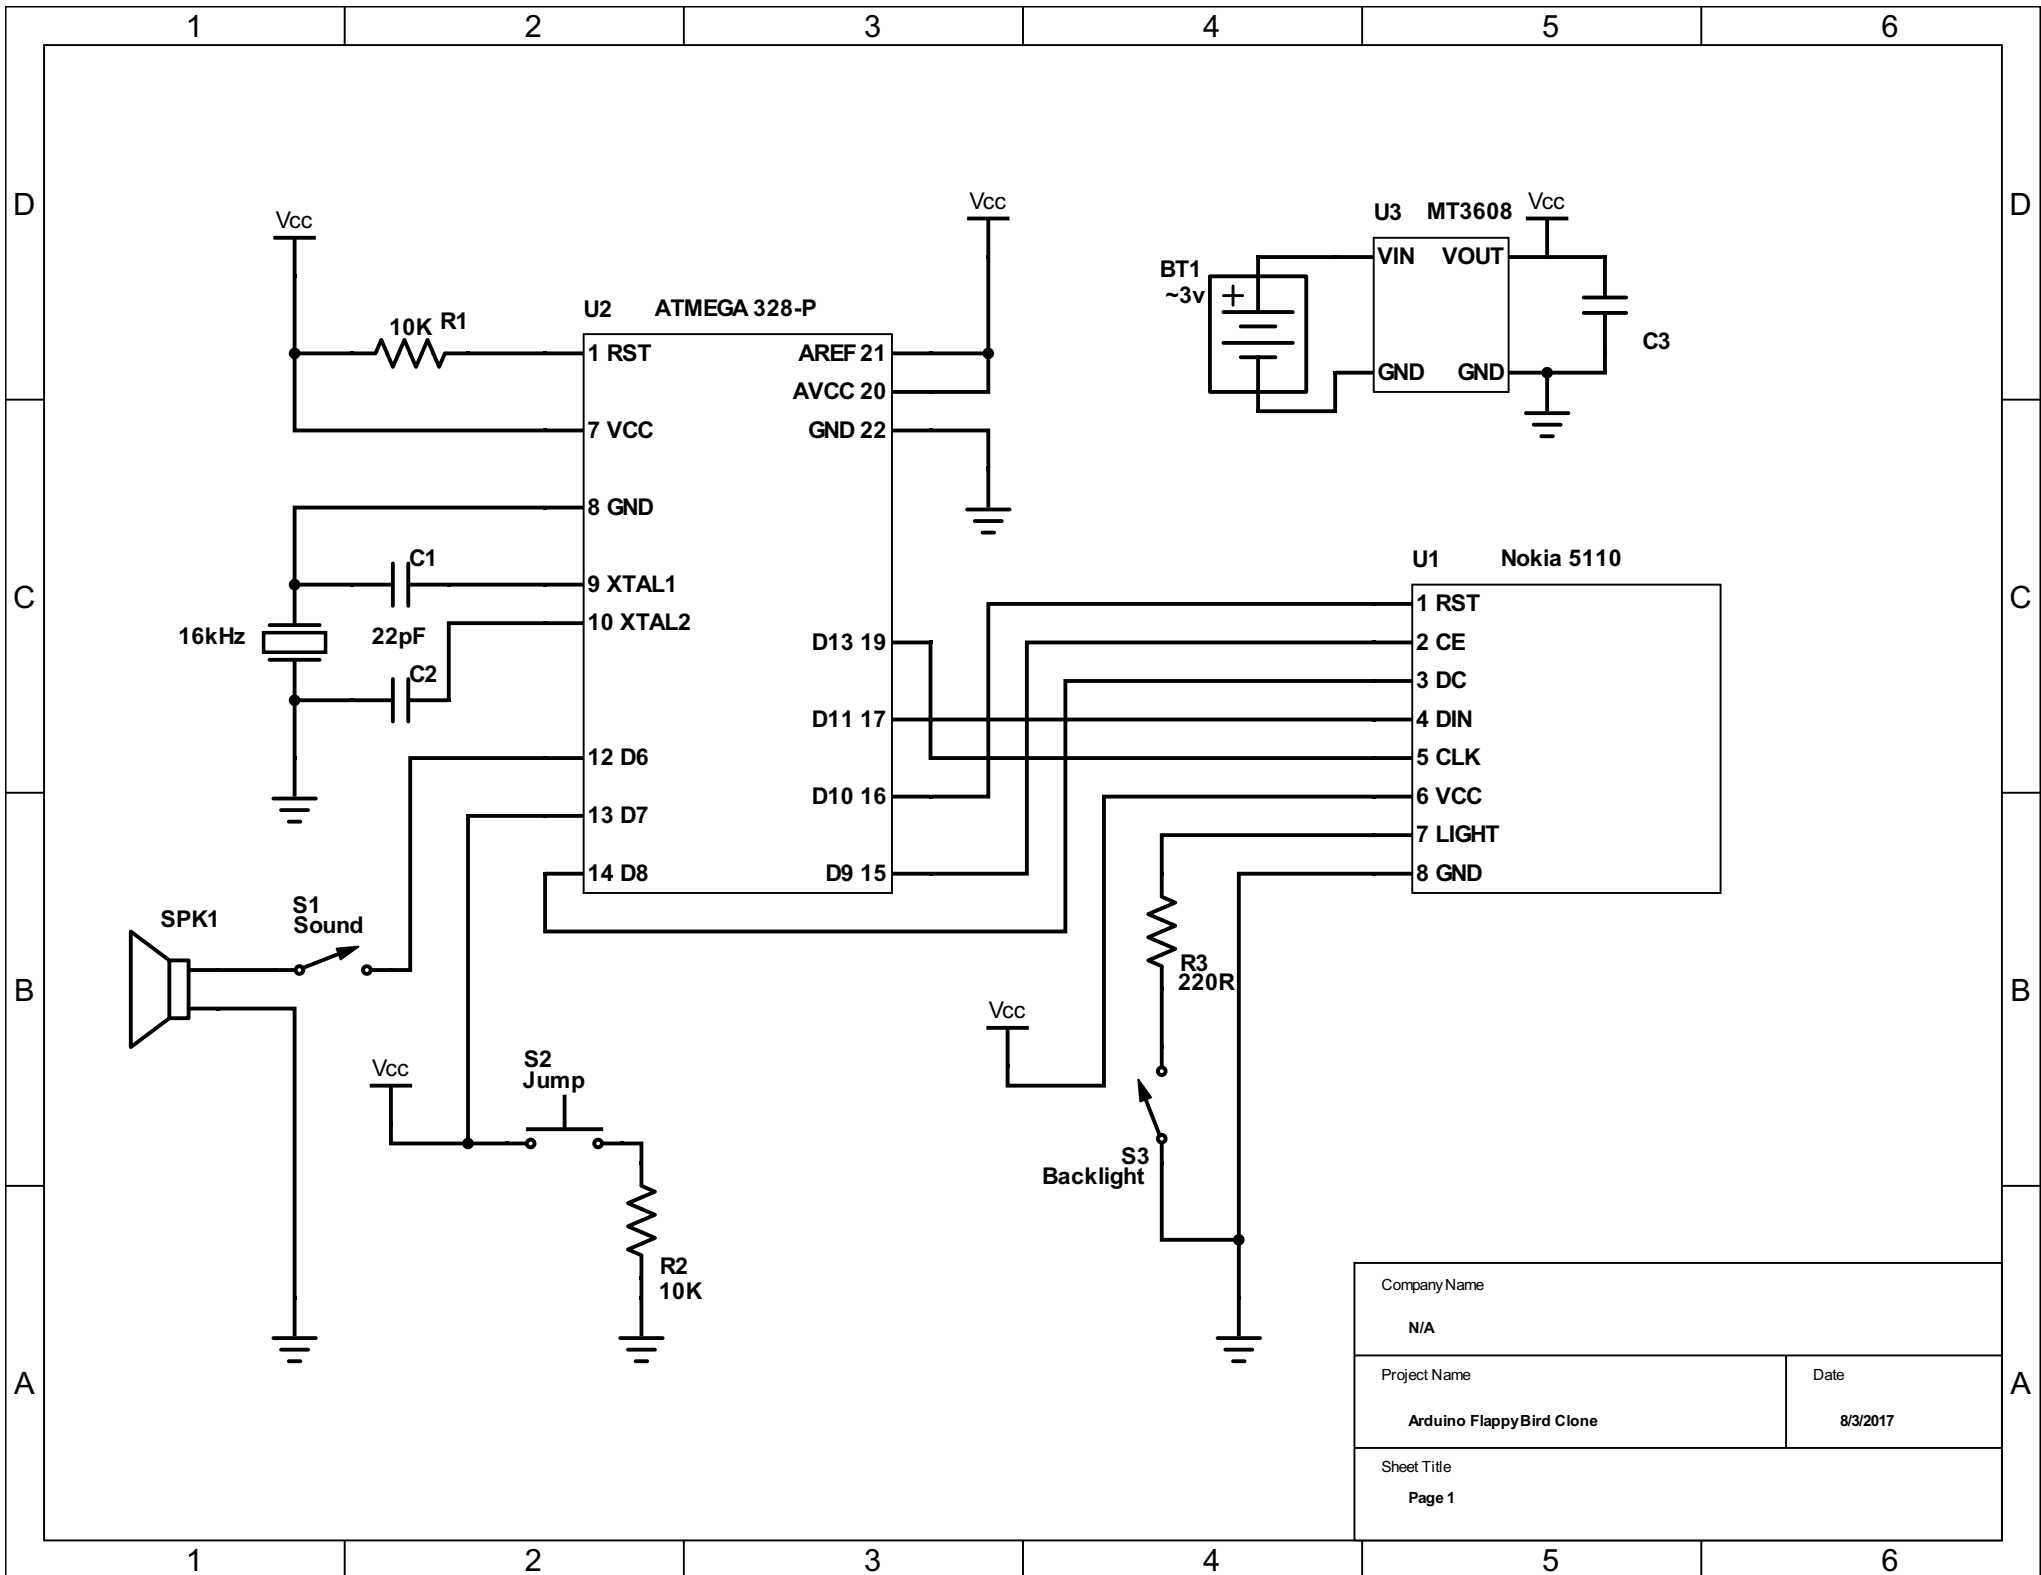 1 2 3 4 5 6
D D
Vcc
10K R1
U2 ATMEGA 328-P
1 RST
7 VCC
8 GND
9 XTAL1
10 XTAL2
12 D6
13 D7
14 D8
AREF 21
AVCC 20
GND 22
D13 19
D11 17
D10 16
D9 15
Vcc
BT1
~3v
+
U3 MT3608
VIN VOUT
GND GND
Vcc
C3
C C
C1
16kHz
22pF
C2
U1 Nokia 5110
1 RST
2 CE
3 DC
4 DIN
5 CLK
6 VCC
7 LIGHT
8 GND
B B
SPK1
S1
Sound
Vcc
S2
Jump
R2
10K
R3
220R
Vcc
S3
Backlight
A A
Company Name
N/A
Project Name
Arduino Flappy Bird Clone
Date
8/3/2017
Sheet Title
Page 1
1 2 3 4 5 6